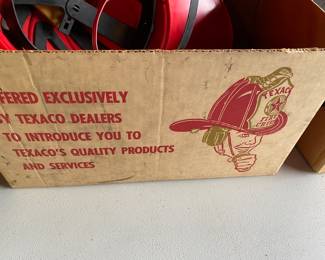 FERED EXCLUSIVELY
Y TEXACO DEALERS
TO INTRODUCE YOU TO
TEXACO'S QUALITY PRODUCTS
AND SERVICES
TEXACO
FIRE
CHIEF